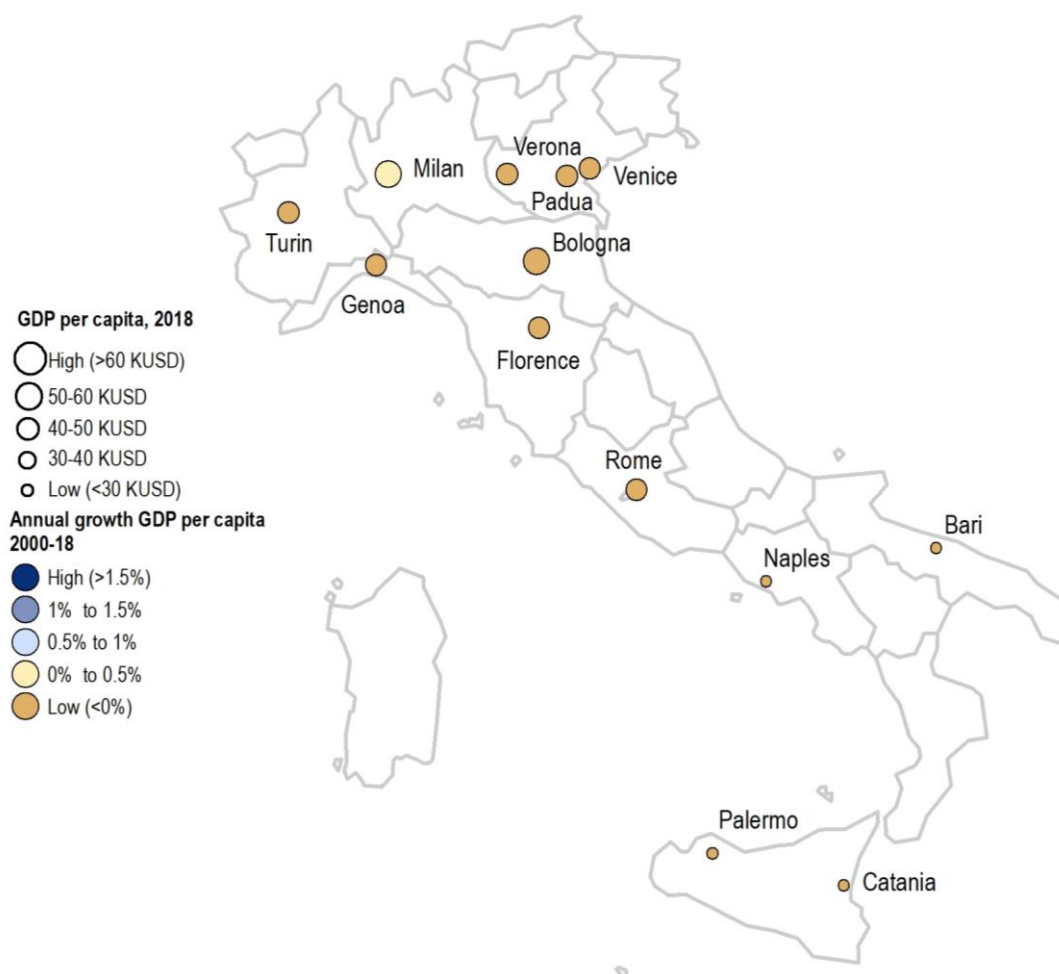 Verona
Milan
Venice
Padua
Turin
Bologna
Genoa
GDP per capita, 2018
Florence
High (>60 KUSD)
50-60 KUSD
40-50 KUSD
30-40 KUSD
Rome
Low (<30 KUSD)
Annual growth GDP per capita
2000-18
Bari
Naples
High (>1.5%)
1% to 1.5%
0.5% to 1%
0% to 0.5%
Low (<0%)
Palermo
Catania